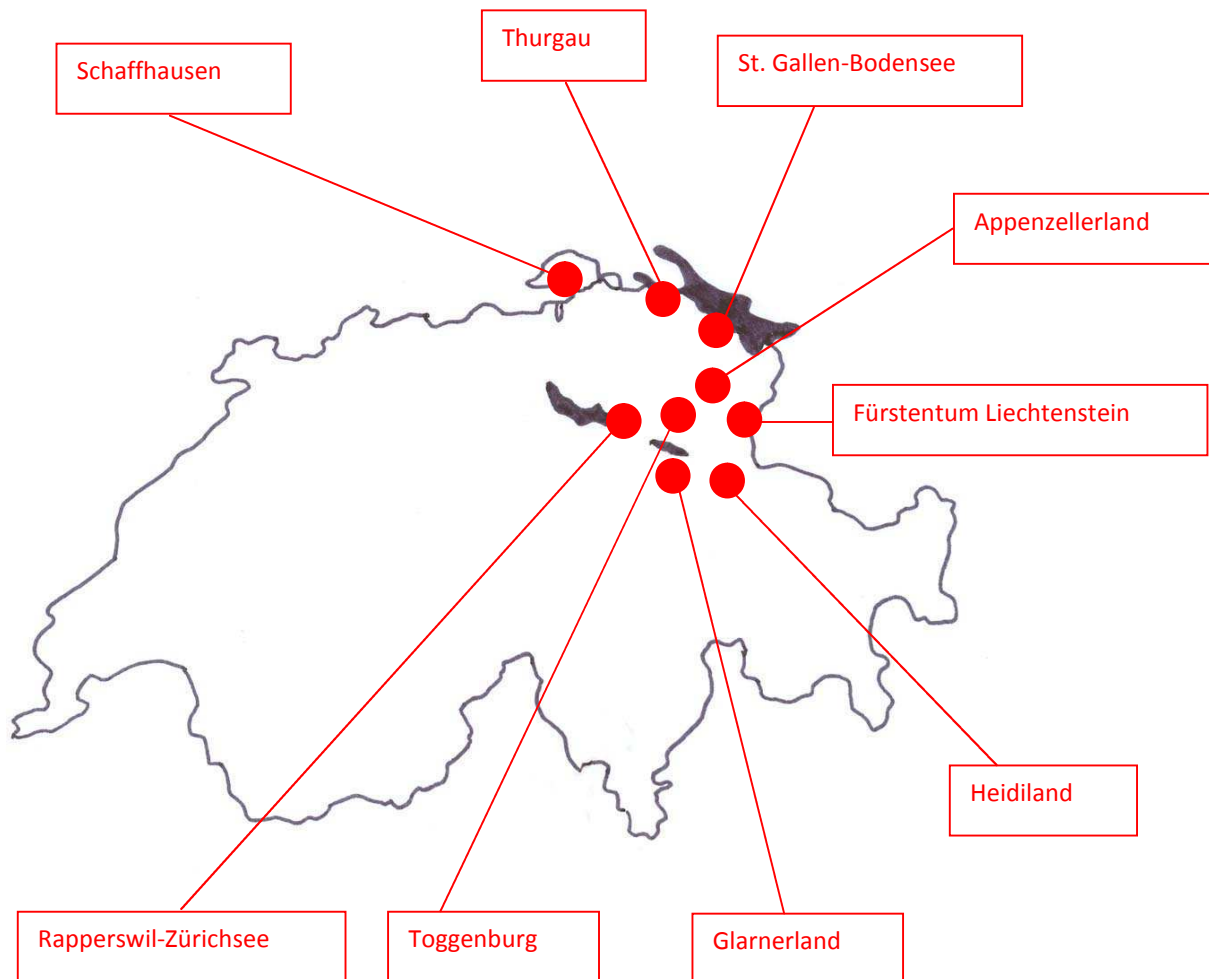 Thurgau
St. Gallen-Bodensee
Schaffhausen
Appenzellerland
Fürstentum Liechtenstein
Heidiland
Rapperswil-Zürichsee
Toggenburg
Glarnerland